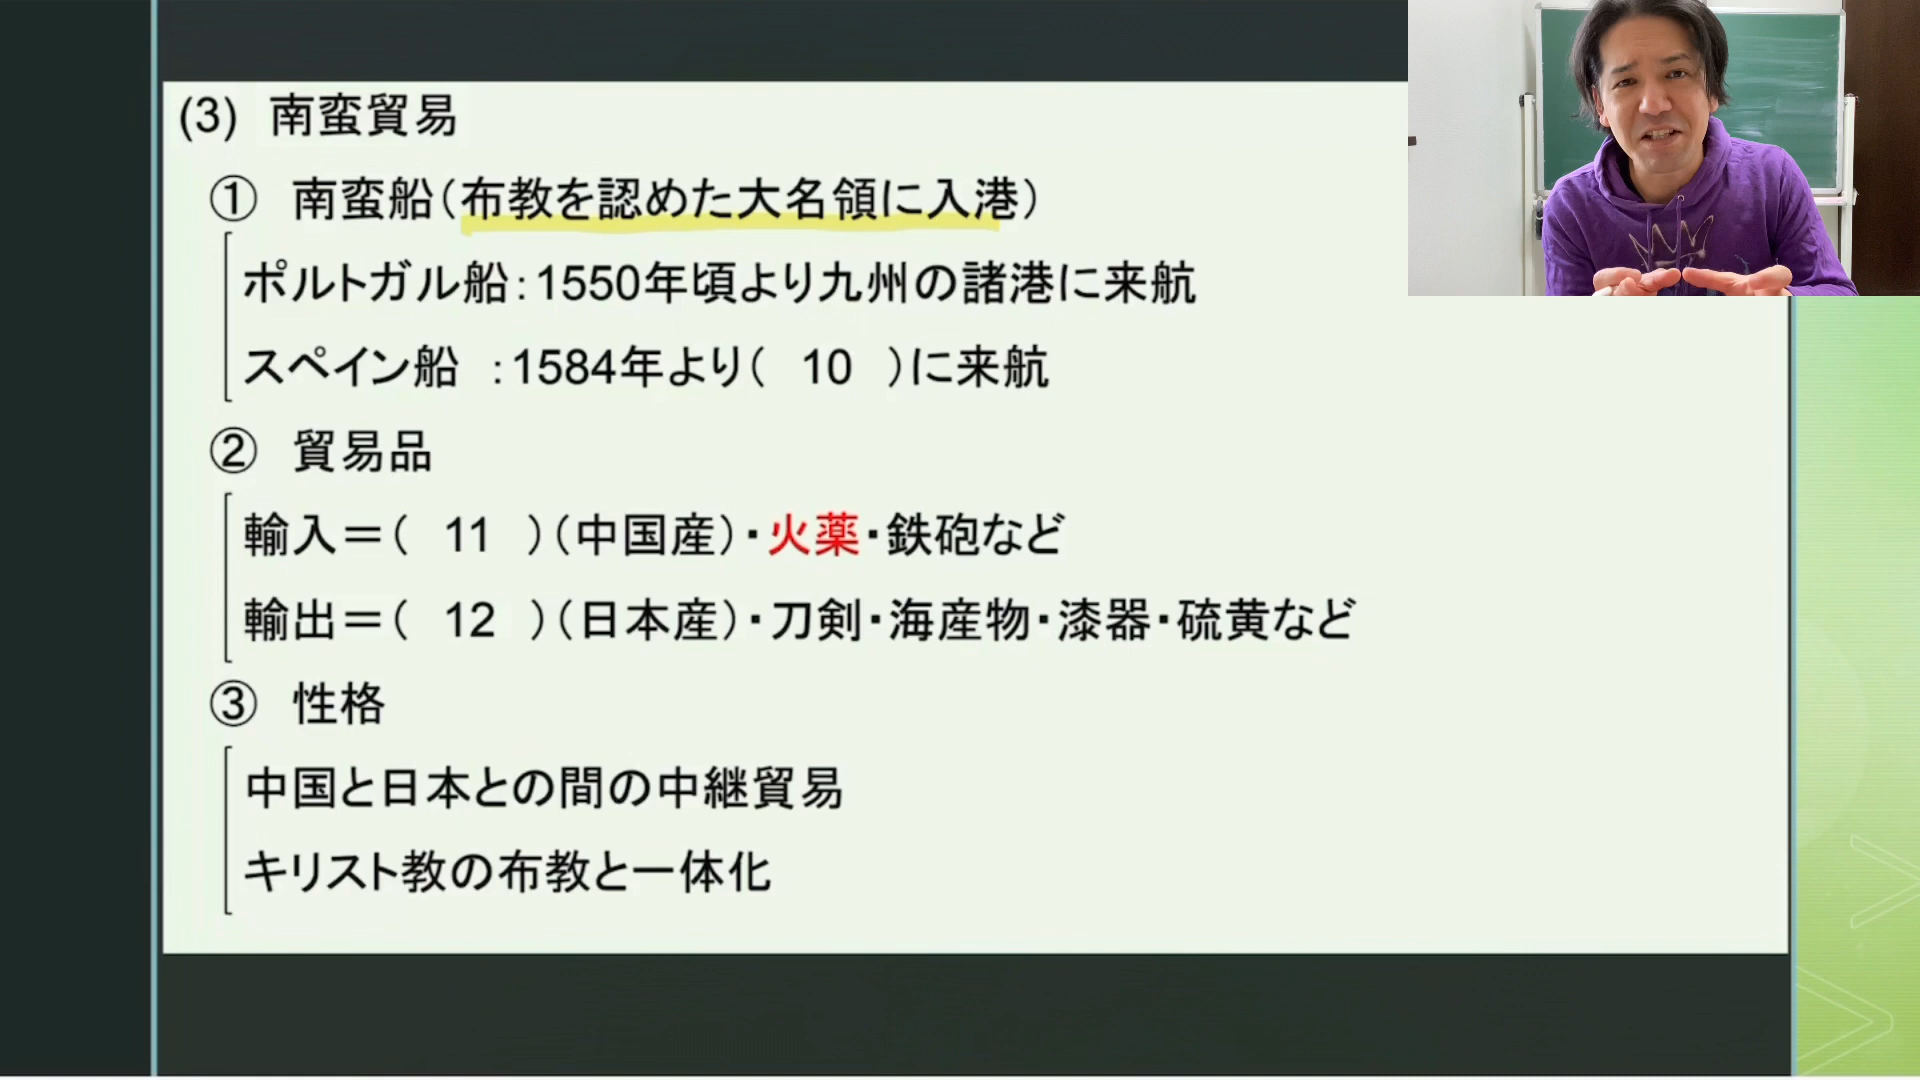 (3) 南蛮貿易
① 南蛮船(布教を認めた大名領に入港)
ポルトガル船:1550年頃より九州の諸港に来航
スペイン船 :1584年より( 10 )に来航
② 貿易品
輸入=( 11 )(中国産)・火薬・鉄砲など
輸出=( 12 )(日本産)・刀剣・海産物・漆器・硫黄など
③ 性格
中国と日本との間の中継貿易
キリスト教の布教と一体化